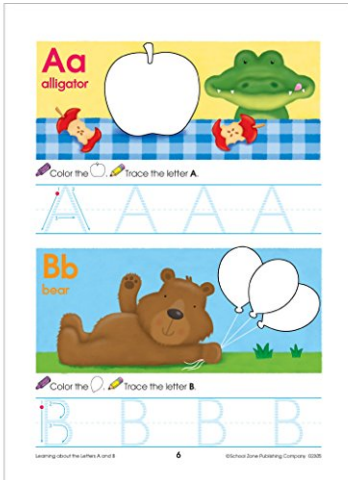 Aa
alligator
Color the . Trace the letter A.
A A A A
Bb
bear
Color the . Trace the letter B.
B B B B
Learning about the Letters A and B 6 ©School Zone Publishing Company 02305